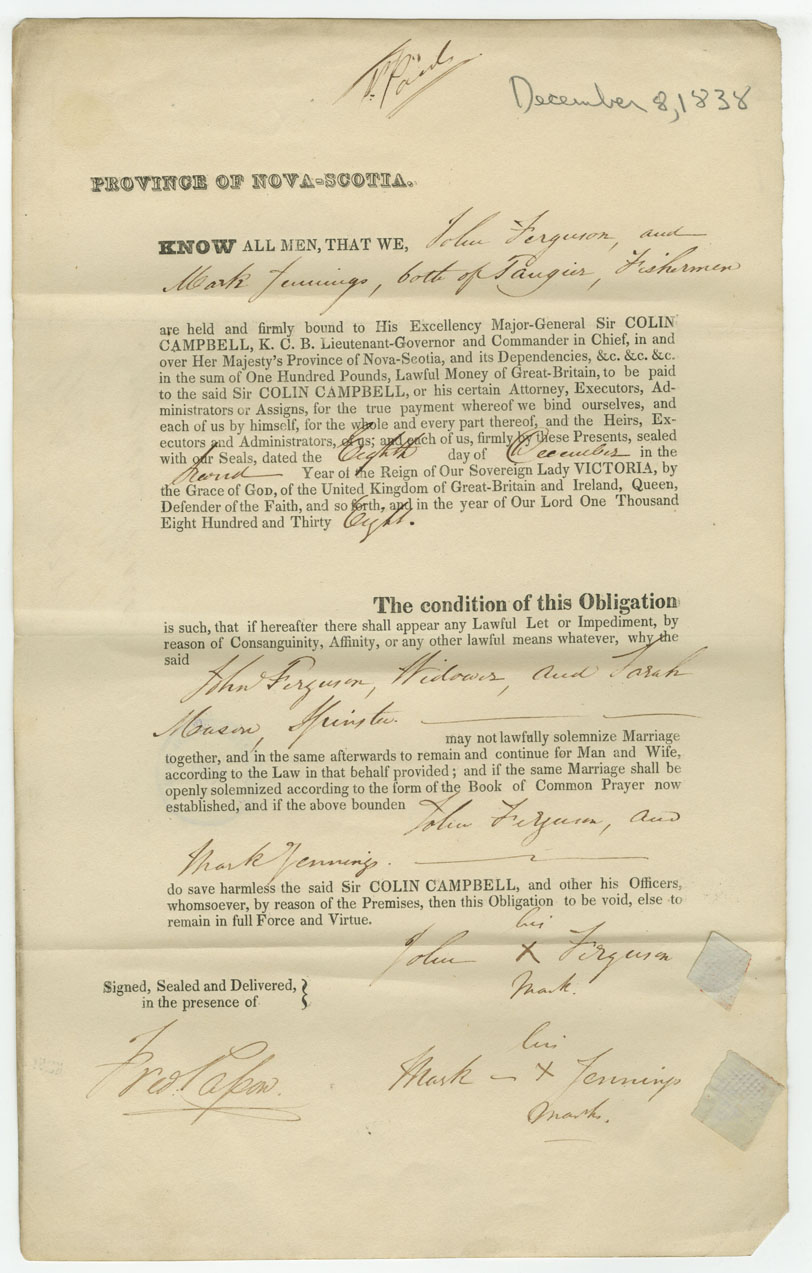 Paid
December 8, 1838
PROVINCE OF NOVA-SCOTIA.
KNOW ALL MEN, THAT WE, John Ferguson, and
Mark Jennings, both of Tangier, Fishermen
are held and firmly bound to His Excellency Major-General Sir COLIN
CAMPBELL, K. C. B. Lieutenant-Governor and Commander in Chief, in and
over Her Majesty's Province of Nova-Scotia, and its Dependencies, &c. &c. &c.
in the sum of One Hundred Pounds, Lawful Money of Great-Britain, to be paid
to the said Sir COLIN CAMPBELL, or his certain Attorney, Executors, Ad-
ministrators or Assigns, for the true payment whereof we bind ourselves, and
each of us by himself, for the whole and every part thereof, and the Heirs, Ex-
ecutors and Administrators, of us; and each of us, firmly by these Presents, sealed
with our Seals, dated the Eighth day of December in the
second Year of the Reign of Our Sovereign Lady VICTORIA, by
the Grace of GOD, of the United Kingdom of Great-Britain and Ireland, Queen,
Defender of the Faith, and so forth, and in the year of Our Lord One Thousand
Eight Hundred and Thirty Eight.
The condition of this Obligation
is such, that if hereafter there shall appear any Lawful Let or Impediment, by
reason of Consanguinity, Affinity, or any other lawful means whatever, why the
said
John Ferguson, Widower, and Sarah
Mason, Spinster.
may not lawfully solemnize Marriage
together, and in the same afterwards to remain and continue for Man and Wife,
according to the Law in that behalf provided; and if the same Marriage shall be
openly solemnized according to the form of the Book of Common Prayer now
established, and if the above bounden John Ferguson, and
Mark Jennings.
do save harmless the said Sir COLIN CAMPBELL, and other his Officers,
whomsoever, by reason of the Premises, then this Obligation to be void, else to
remain in full Force and Virtue.
his
John X Ferguson
Mark.
Signed, Sealed and Delivered, }
in the presence of
his
Mark - X Jennings
Mark.
Fred.